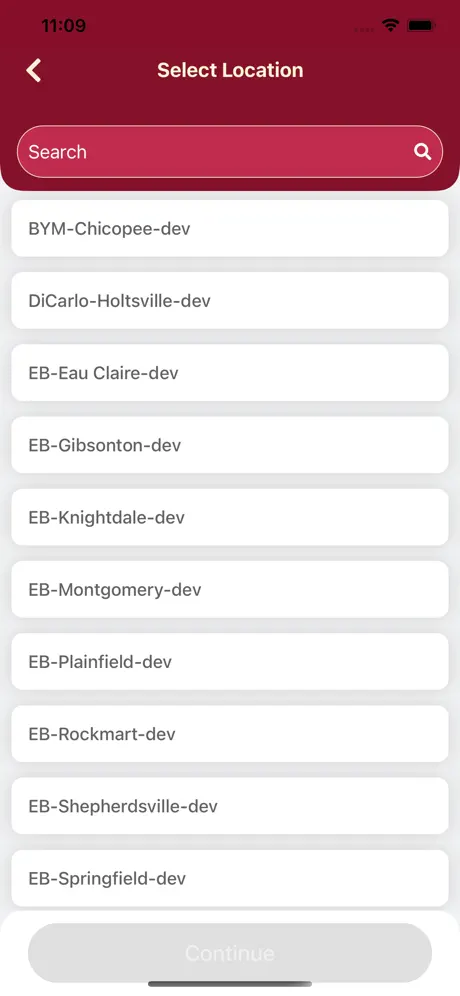 11:09
Select Location
Search
BYM-Chicopee-dev
DiCarlo-Holtsville-dev
EB-Eau Claire-dev
EB-Gibsonton-dev
EB-Knightdale-dev
EB-Montgomery-dev
EB-Plainfield-dev
EB-Rockmart-dev
EB-Shepherdsville-dev
EB-Springfield-dev
Continue